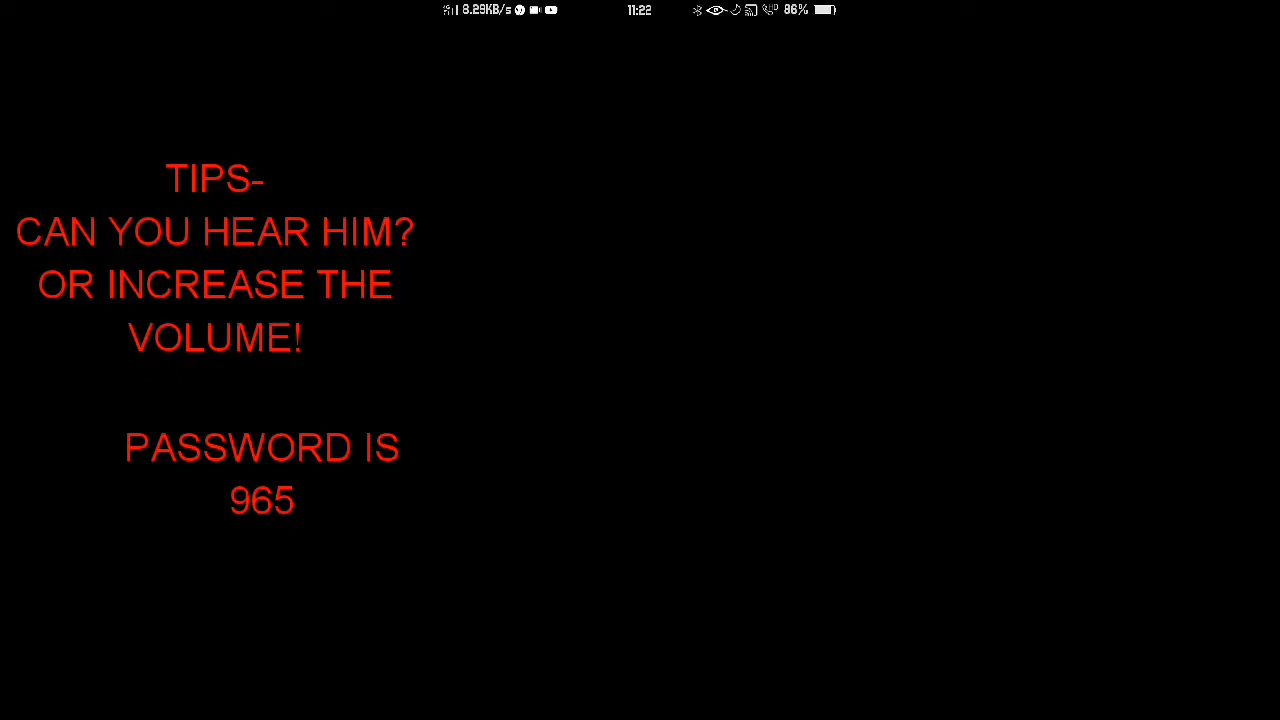 8.29KB/s 11:22 86%
TIPS-
CAN YOU HEAR HIM?
OR INCREASE THE
VOLUME!
PASSWORD IS
965